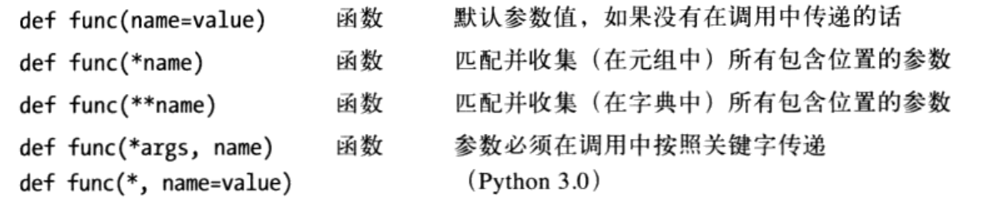 def func(name=value) 函数 默认参数值，如果没有在调用中传递的话
def func(*name) 函数 匹配并收集（在元组中）所有包含位置的参数
def func(**name) 函数 匹配并收集（在字典中）所有包含位置的参数
def func(*args, name) 函数 参数必须在调用中按照关键字传递
def func(*, name=value) （Python 3.0）